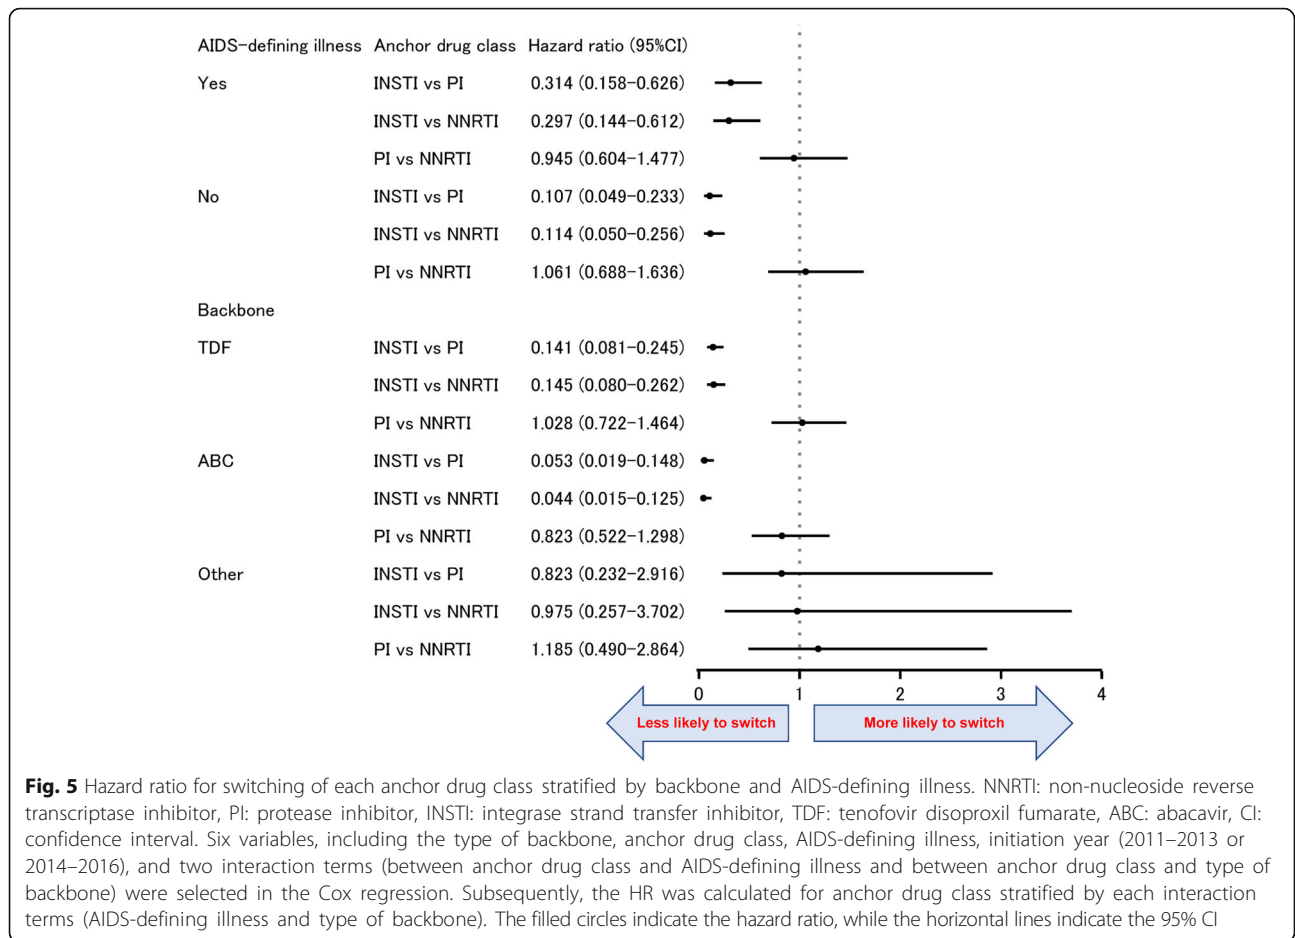 AIDS-defining illness Anchor drug class Hazard ratio (95%CI)
Yes INSTI vs PI 0.314 (0.158-0.626)
INSTI vs NNRTI 0.297 (0.144-0.612)
PI vs NNRTI 0.945 (0.604-1.477)
No INSTI vs PI 0.107 (0.049-0.233)
INSTI vs NNRTI 0.114 (0.050-0.256)
PI vs NNRTI 1.061 (0.688-1.636)
Backbone
TDF INSTI vs PI 0.141 (0.081-0.245)
INSTI vs NNRTI 0.145 (0.080-0.262)
PI vs NNRTI 1.028 (0.722-1.464)
ABC INSTI vs PI 0.053 (0.019-0.148)
INSTI vs NNRTI 0.044 (0.015-0.125)
PI vs NNRTI 0.823 (0.522-1.298)
Other INSTI vs PI 0.823 (0.232-2.916)
INSTI vs NNRTI 0.975 (0.257-3.702)
PI vs NNRTI 1.185 (0.490-2.864)
0 1 2 3 4
Less likely to switch More likely to switch
Fig. 5 Hazard ratio for switching of each anchor drug class stratified by backbone and AIDS-defining illness. NNRTI: non-nucleoside reverse
transcriptase inhibitor, PI: protease inhibitor, INSTI: integrase strand transfer inhibitor, TDF: tenofovir disoproxil fumarate, ABC: abacavir, CI:
confidence interval. Six variables, including the type of backbone, anchor drug class, AIDS-defining illness, initiation year (2011–2013 or
2014–2016), and two interaction terms (between anchor drug class and AIDS-defining illness and between anchor drug class and type of
backbone) were selected in the Cox regression. Subsequently, the HR was calculated for anchor drug class stratified by each interaction
terms (AIDS-defining illness and type of backbone). The filled circles indicate the hazard ratio, while the horizontal lines indicate the 95% CI